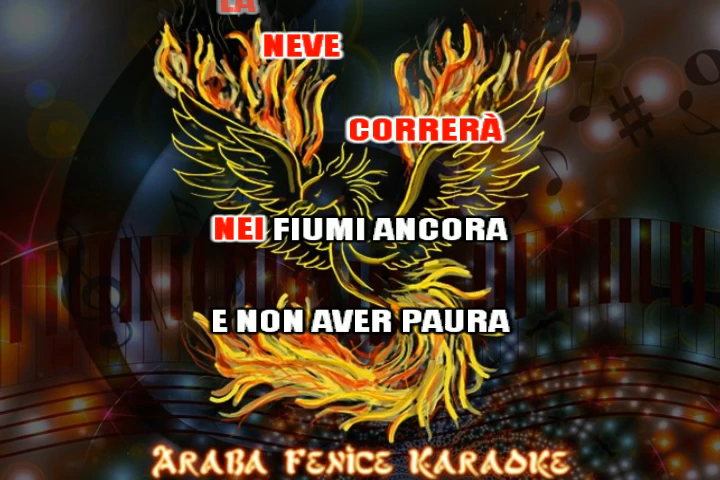 LA
NEVE
CORRERÀ
NEI FIUMI ANCORA
E NON AVER PAURA
ARABA FENICE KARAOKE